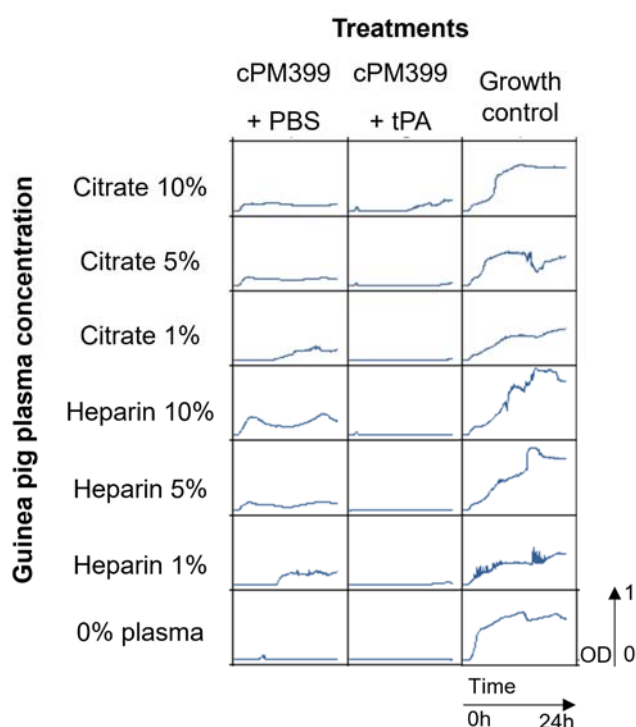 Treatments
cPM399
+ PBS
cPM399
+ tPA
Growth
control
Guinea pig plasma concentration
Citrate 10%
Citrate 5%
Citrate 1%
Heparin 10%
Heparin 5%
Heparin 1%
0% plasma
1
OD 0
Time
0h 24h